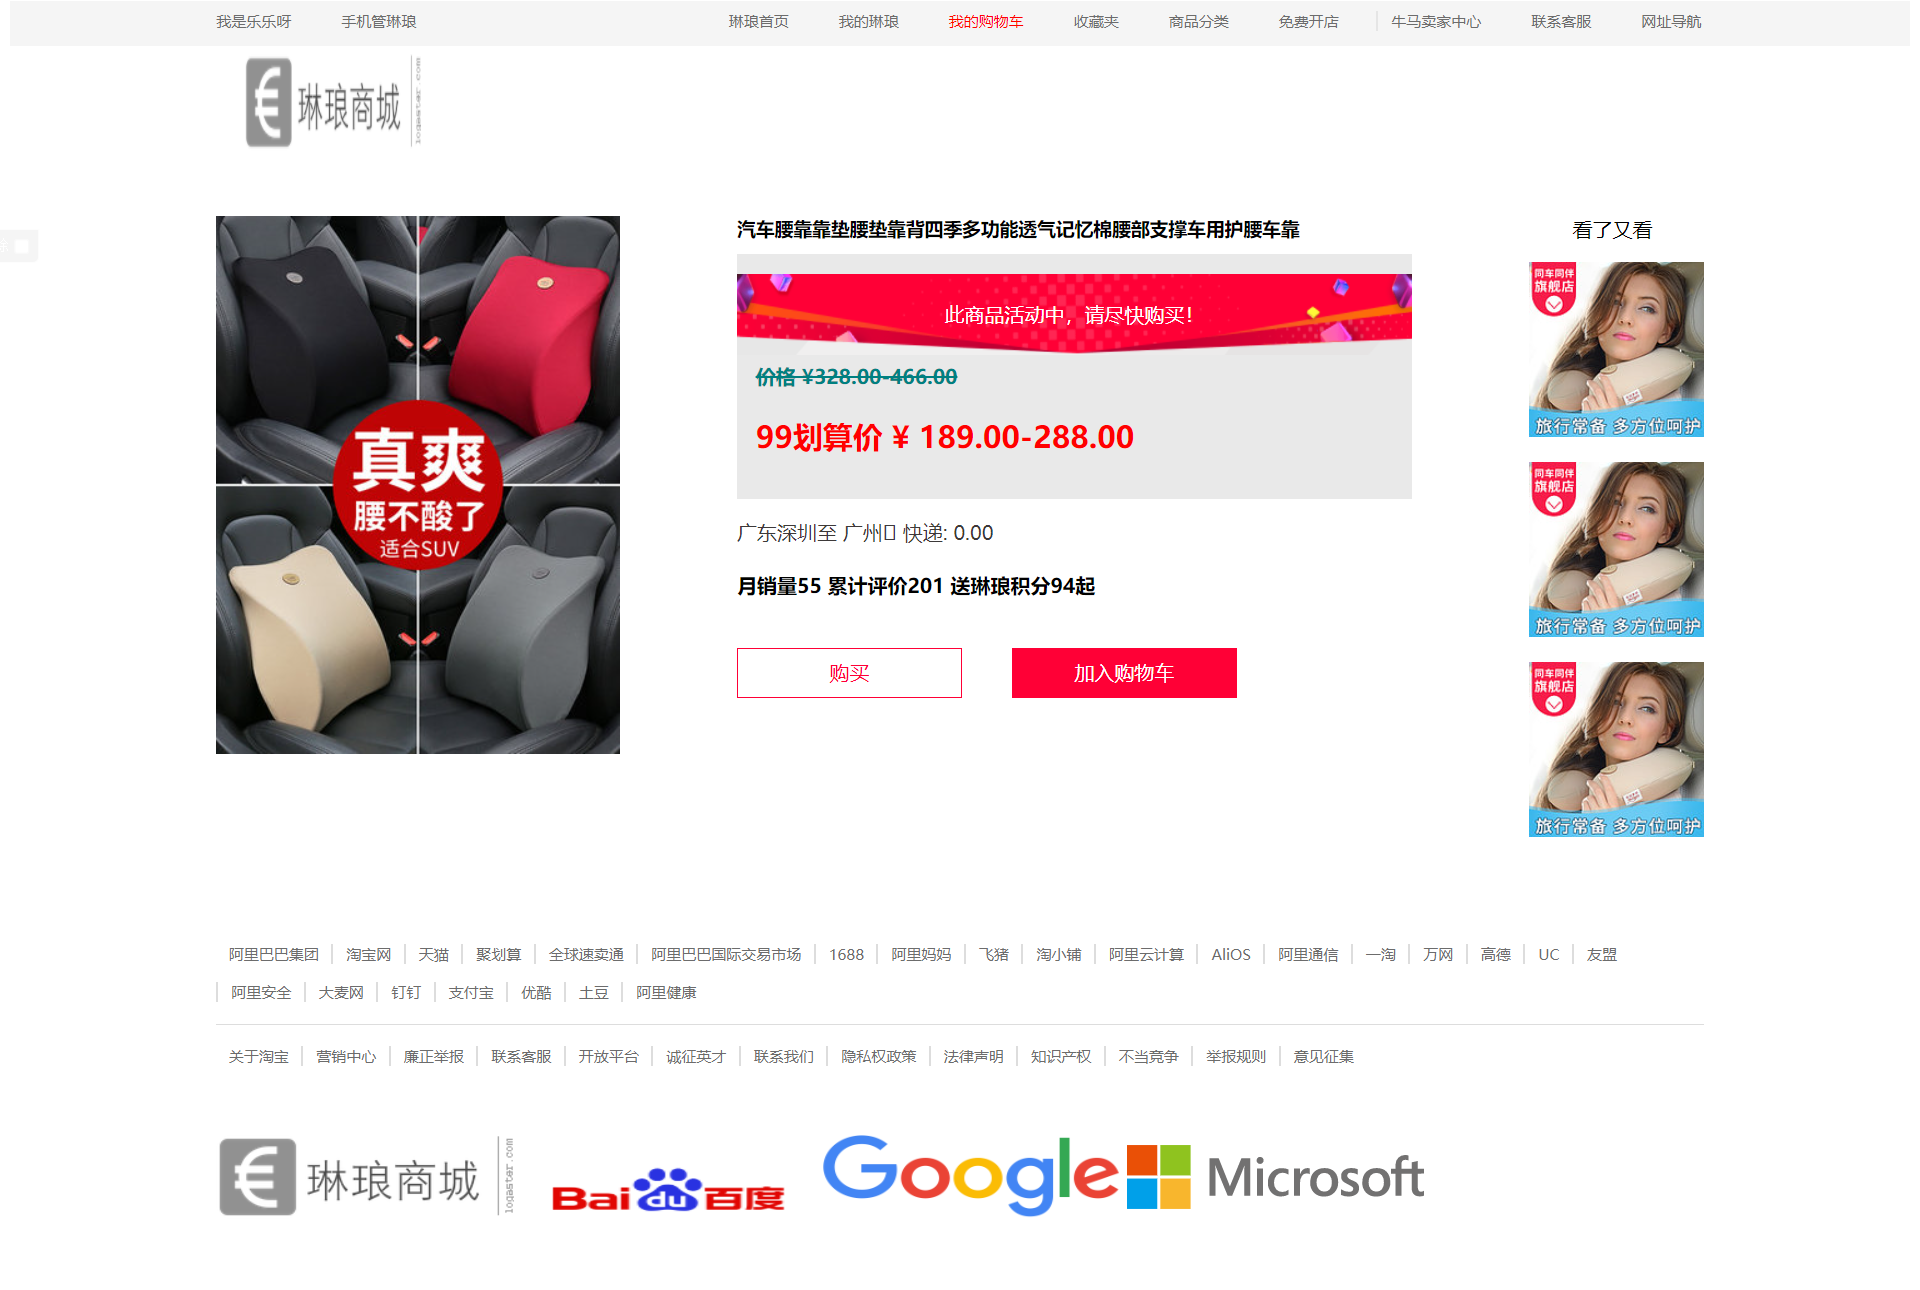 我是乐乐呀 手机管琳琅 琳琅首页 我的琳琅 我的购物车 收藏夹 商品分类 免费开店 牛马卖家中心 联系客服 网址导航
琳琅商城
logaster.com
汽车腰靠靠垫腰垫靠背四季多功能透气记忆棉腰部支撑车用护腰车靠
此商品活动中，请尽快购买！
价格 ¥328.00-466.00
99划算价 ¥ 189.00-288.00
广东深圳至 广州 快递: 0.00
月销量55 累计评价201 送琳琅积分94起
购买 加入购物车
真爽
腰不酸了
适合SUV
看了又看
同车同伴
旗舰店
旅行常备 多方位呵护
同车同伴
旗舰店
旅行常备 多方位呵护
同车同伴
旗舰店
旅行常备 多方位呵护
阿里巴巴集团 淘宝网 天猫 聚划算 全球速卖通 阿里巴巴国际交易市场 1688 阿里妈妈 飞猪 淘小铺 阿里云计算 AliOS 阿里通信 一淘 万网 高德 UC 友盟
阿里安全 大麦网 钉钉 支付宝 优酷 土豆 阿里健康
关于淘宝 营销中心 廉正举报 联系客服 开放平台 诚征英才 联系我们 隐私权政策 法律声明 知识产权 不当竞争 举报规则 意见征集
琳琅商城
logaster.com
Baidu百度
Google
Microsoft